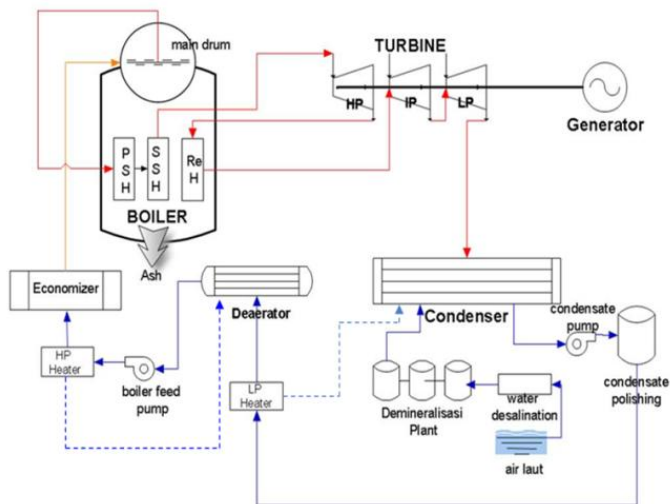 main drum
TURBINE
HP
IP
LP
Generator
P
S
H
S
S
H
Re
H
BOILER
Ash
Economizer
Deaerator
Condenser
condensate
pump
HP
Heater
boiler feed
pump
LP
Heater
Demineralisasi
Plant
water
desalination
condensate
polishing
air laut